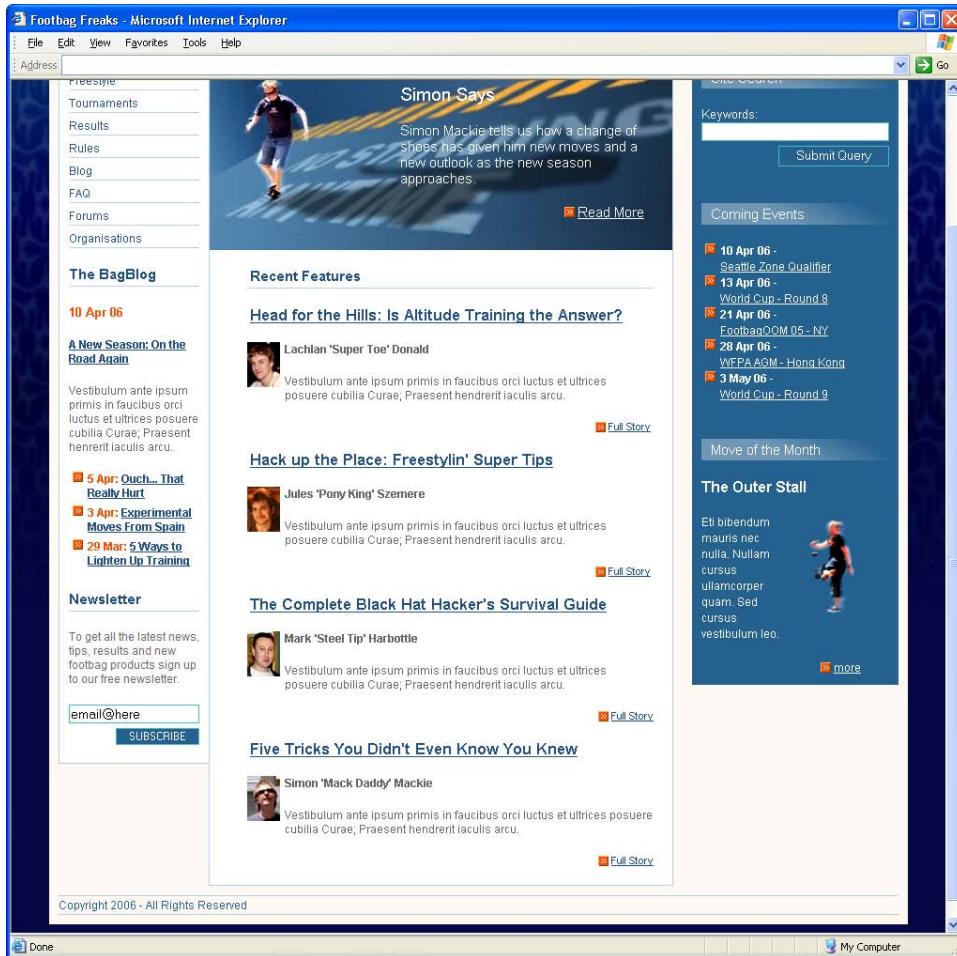 Footbag Freaks - Microsoft Internet Explorer
File Edit View Favorites Tools Help
Address
Go
Freestyle
Tournaments
Results
Rules
Blog
FAQ
Forums
Organisations
The BagBlog
10 Apr 06
A New Season: On the
Road Again
Vestibulum ante ipsum
primis in faucibus orci
luctus et ultrices posuere
cubilia Curae; Praesent
henrerit iaculis arcu.
5 Apr: Ouch... That
Really Hurt
3 Apr: Experimental
Moves From Spain
29 Mar: 5 Ways to
Lighten Up Training
Newsletter
To get all the latest news,
tips, results and new
footbag products sign up
to our free newsletter.
email@here
SUBSCRIBE
Simon Says
Simon Mackie tells us how a change of
shoes has given him new moves and a
new outlook as the new season
approaches.
Read More
Recent Features
Head for the Hills: Is Altitude Training the Answer?
Lachlan 'Super Toe' Donald
Vestibulum ante ipsum primis in faucibus orci luctus et ultrices
posuere cubilia Curae; Praesent hendrerit iaculis arcu.
Full Story
Hack up the Place: Freestylin' Super Tips
Jules 'Pony King' Szemere
Vestibulum ante ipsum primis in faucibus orci luctus et ultrices
posuere cubilia Curae; Praesent hendrerit iaculis arcu.
Full Story
The Complete Black Hat Hacker's Survival Guide
Mark 'Steel Tip' Harbottle
Vestibulum ante ipsum primis in faucibus orci luctus et ultrices
posuere cubilia Curae; Praesent hendrerit iaculis arcu.
Full Story
Five Tricks You Didn't Even Know You Knew
Simon 'Mack Daddy' Mackie
Vestibulum ante ipsum primis in faucibus orci luctus et ultrices posuere
cubilia Curae; Praesent hendrerit iaculis arcu.
Full Story
Site Search
Keywords:
Submit Query
Coming Events
10 Apr 06 -
Seattle Zone Qualifier
13 Apr 06 -
World Cup - Round 8
21 Apr 06 -
FootbagOOM 05 - NY
28 Apr 06 -
WFPA AGM - Hong Kong
3 May 06 -
World Cup - Round 9
Move of the Month
The Outer Stall
Eti bibendum
mauris nec
nulla. Nullam
cursus
ullamcorper
quam. Sed
cursus
vestibulum leo.
more
Copyright 2006 - All Rights Reserved
Done
My Computer